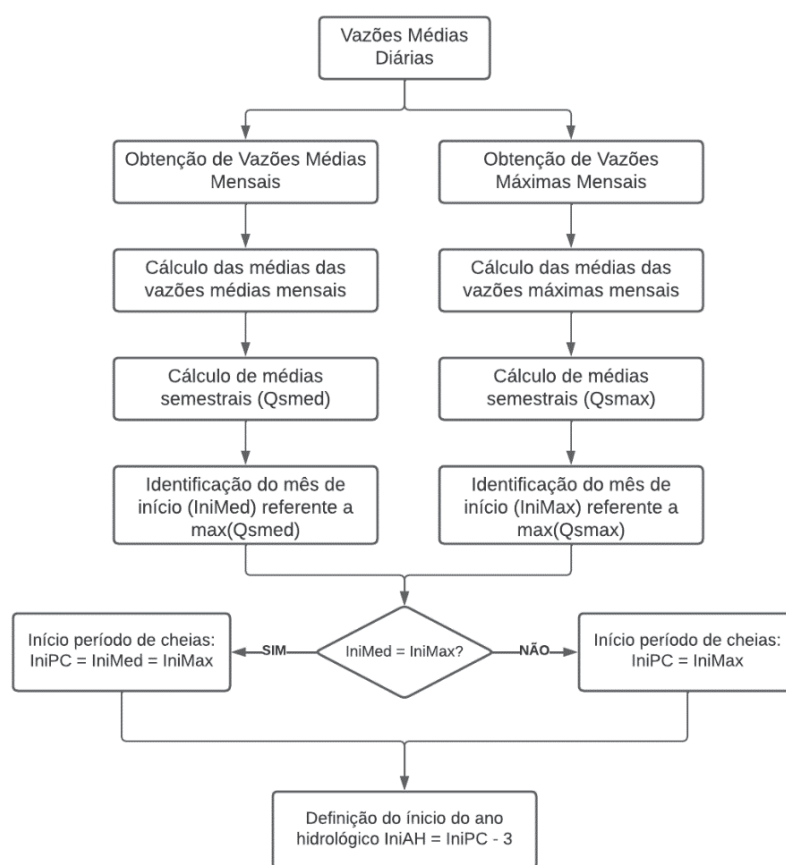 Vazões Médias
Diárias
Obtenção de Vazões Médias
Mensais
Obtenção de Vazões
Máximas Mensais
Cálculo das médias das
vazões médias mensais
Cálculo das médias das
vazões máximas mensais
Cálculo de médias
semestrais (Qsmed)
Cálculo de médias
semestrais (Qsmax)
Identificação do mês de
início (IniMed) referente a
max(Qsmed)
Identificação do mês de
início (IniMax) referente a
max(Qsmax)
Início período de cheias:
IniPC = IniMed = IniMax
SIM
IniMed = IniMax?
NÃO
Início período de cheias:
IniPC = IniMax
Definição do ínicio do ano
hidrológico IniAH = IniPC - 3